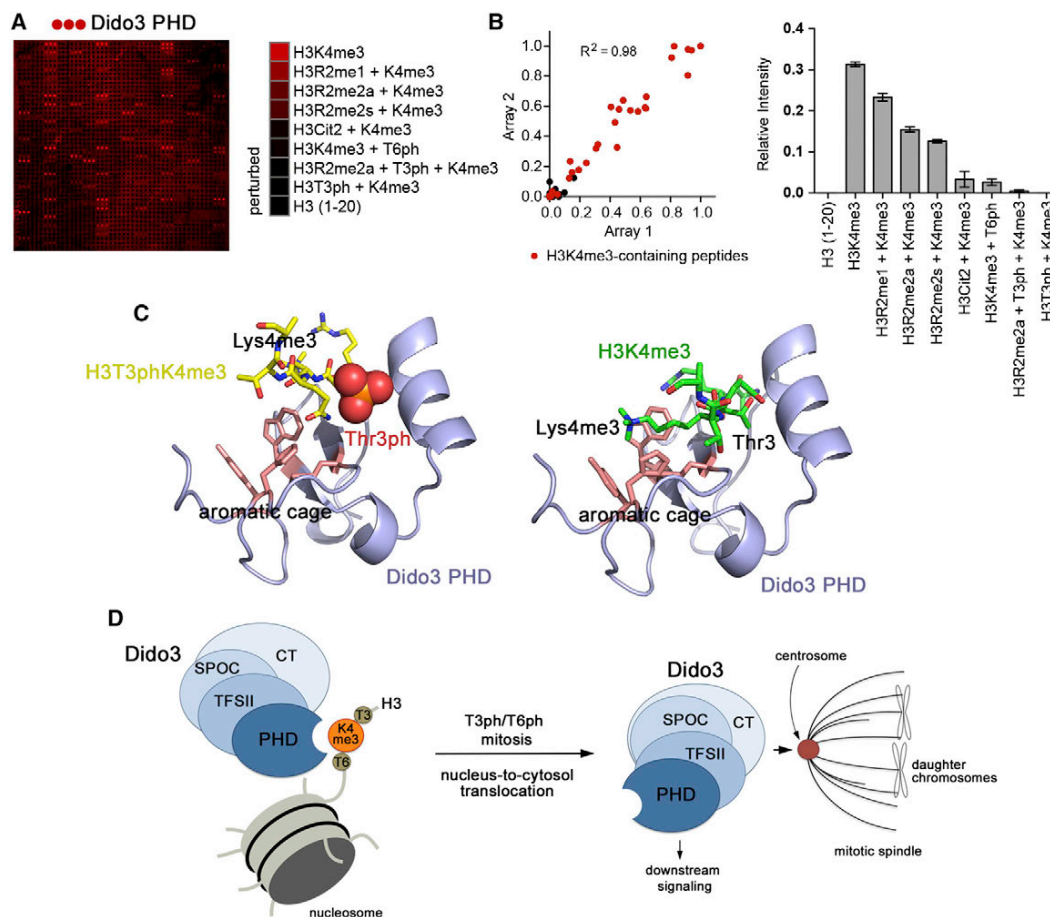 A
Dido3 PHD
H3K4me3
H3R2me1 + K4me3
H3R2me2a + K4me3
H3R2me2s + K4me3
H3Cit2 + K4me3
H3K4me3 + T6ph
H3R2me2a + T3ph + K4me3
H3T3ph + K4me3
H3 (1-20)
perturbed
B
R² = 0.98
Array 2
1.0
0.8
0.6
0.4
0.2
0.0
0.0 0.2 0.4 0.6 0.8 1.0
Array 1
H3K4me3-containing peptides
Relative Intensity
0.4
0.3
0.2
0.1
0.0
H3 (1-20)
H3K4me3
H3R2me1 + K4me3
H3R2me2a + K4me3
H3R2me2s + K4me3
H3Cit2 + K4me3
H3K4me3 + T6ph
H3R2me2a + T3ph + K4me3
H3T3ph + K4me3
C
Lys4me3
H3T3phK4me3
Thr3ph
aromatic cage
Dido3 PHD
H3K4me3
Lys4me3
Thr3
aromatic cage
Dido3 PHD
D
Dido3
SPOC
CT
TFSII
PHD
T3
H3
K4
me3
T6
nucleosome
T3ph/T6ph
mitosis
nucleus-to-cytosol
translocation
Dido3
SPOC
CT
TFSII
PHD
downstream
signaling
centrosome
daughter
chromosomes
mitotic spindle